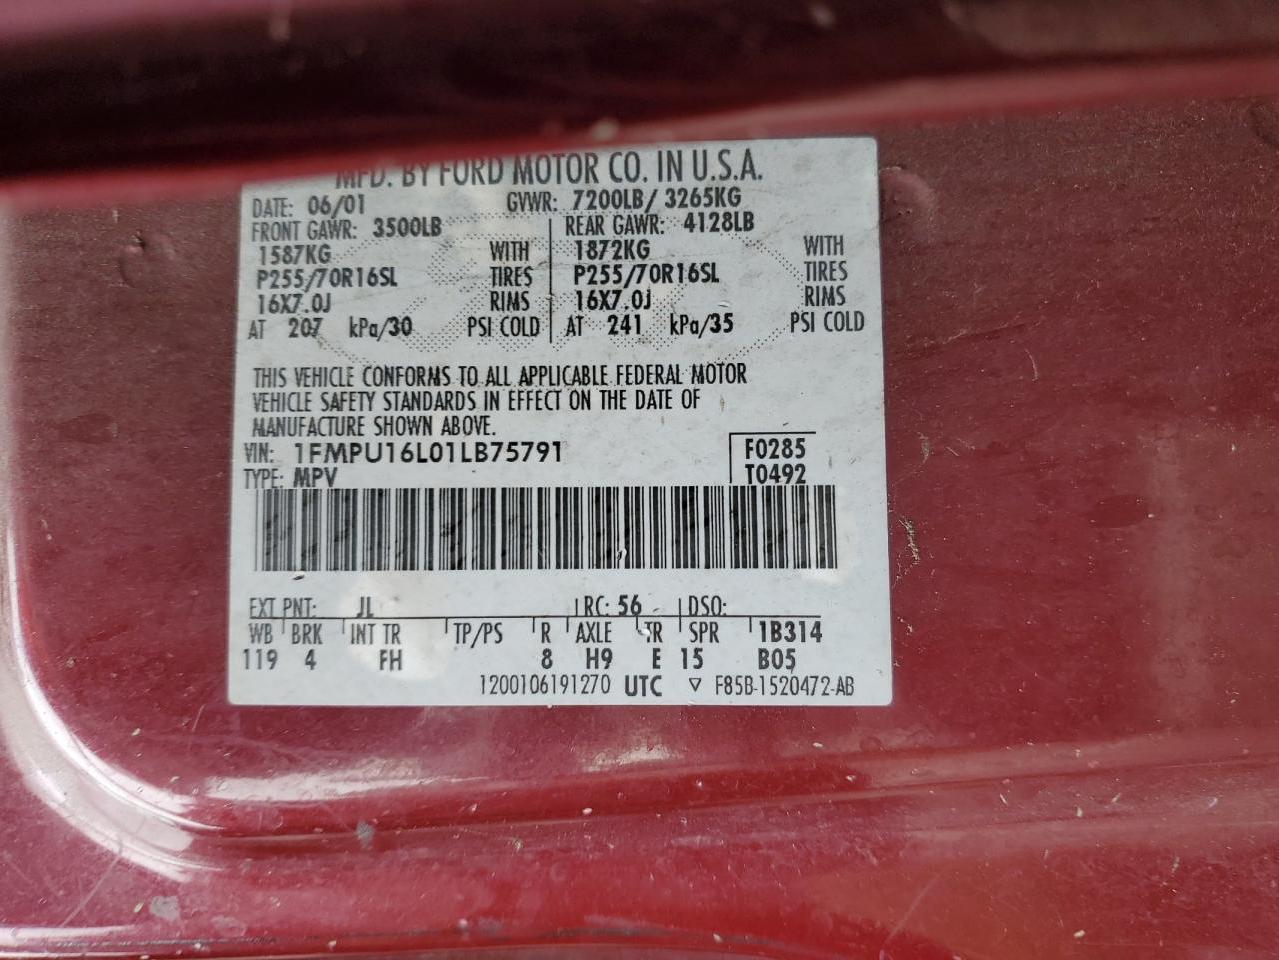 MFD. BY FORD MOTOR CO. IN U.S.A.
DATE: 06/01 GVWR: 7200LB/ 3265KG
FRONT GAWR: 3500LB REAR GAWR: 4128LB
1587KG WITH 1872KG WITH
P255/70R16SL TIRES P255/70R16SL TIRES
16X7.0J RIMS 16X7.0J RIMS
AT 207 kPa/30 PSI COLD AT 241 kPa/35 PSI COLD
THIS VEHICLE CONFORMS TO ALL APPLICABLE FEDERAL MOTOR
VEHICLE SAFETY STANDARDS IN EFFECT ON THE DATE OF
MANUFACTURE SHOWN ABOVE.
VIN: 1FMPU16L01LB75791 F0285
TYPE: MPV T0492
EXT PNT: JL RC: 56 DSO:
WB BRK INT TR TP/PS R AXLE TR SPR 1B314
119 4 FH 8 H9 E 15 B05
1200106191270 UTC ▽ F85B-1520472-AB